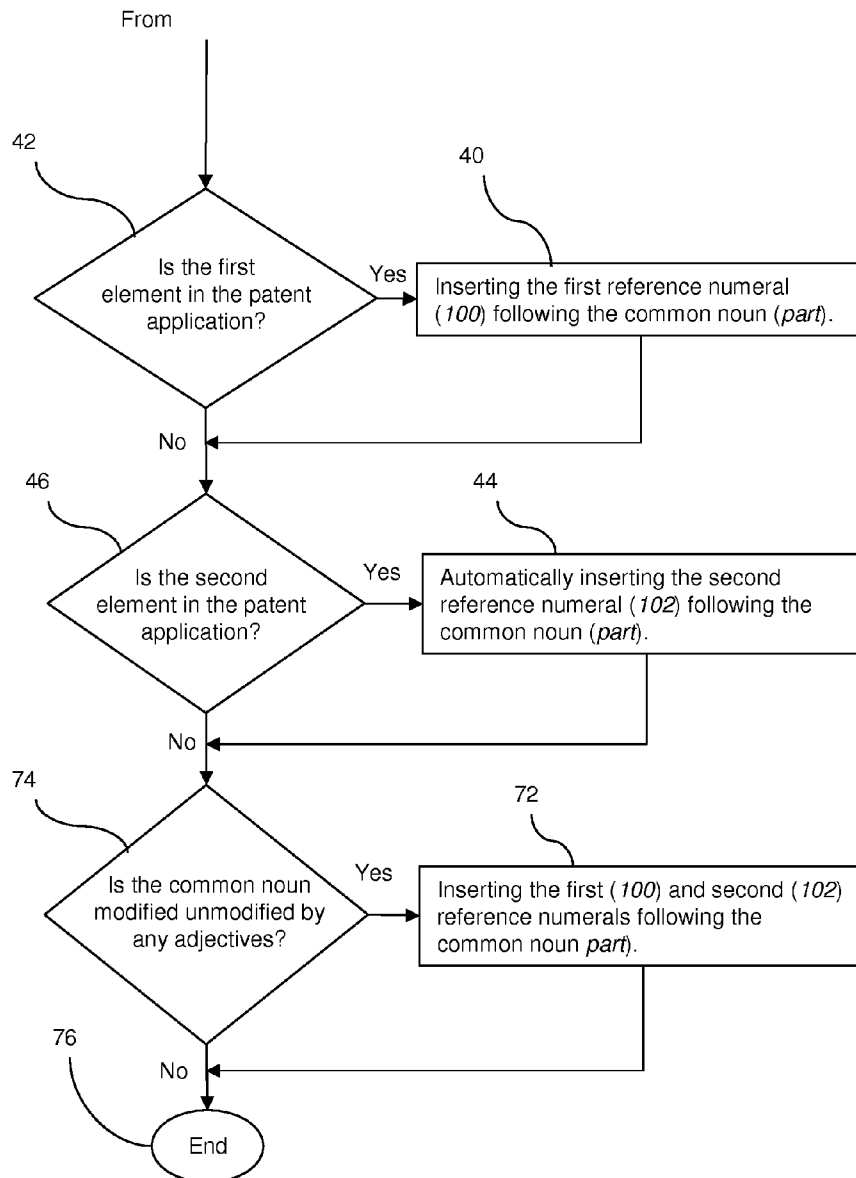 From
42
Is the first
element in the patent
application?
Yes
40
Inserting the first reference numeral
(100) following the common noun (part).
No
46
Is the second
element in the patent
application?
Yes
44
Automatically inserting the second
reference numeral (102) following the
common noun (part).
No
74
Is the common noun
modified unmodified by
any adjectives?
Yes
72
Inserting the first (100) and second (102)
reference numerals following the
common noun part).
No
76
End